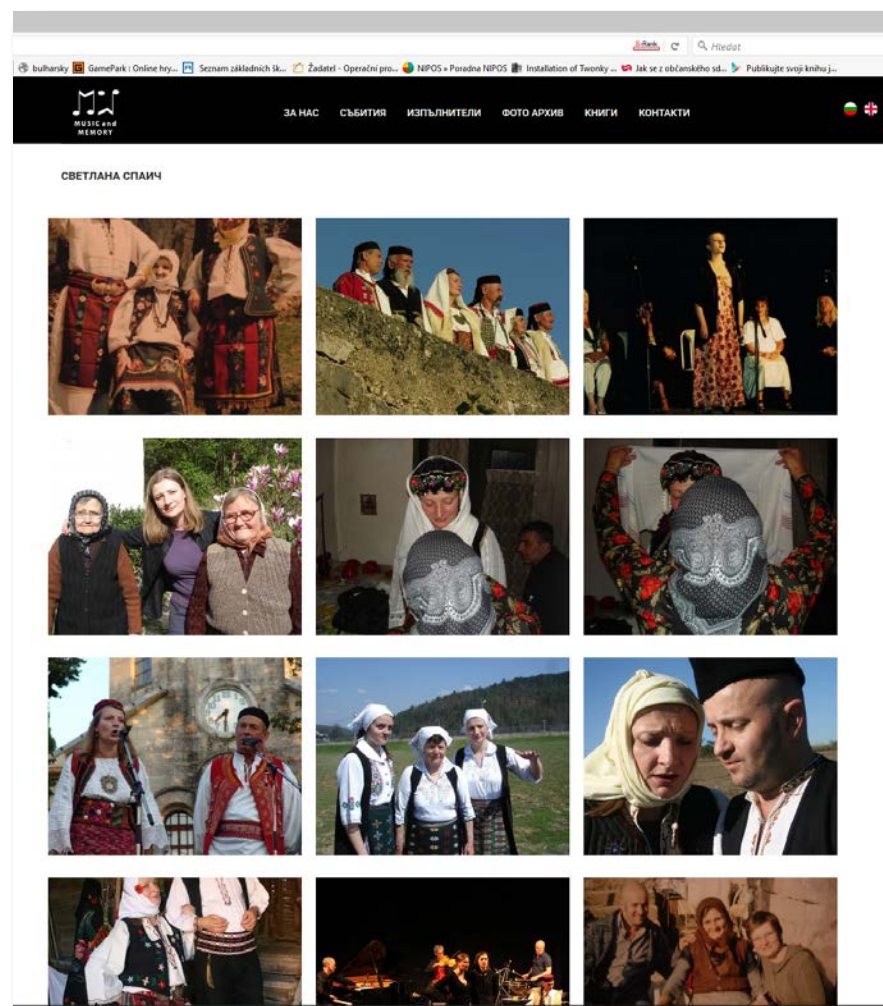 S-Rank
Hledat
bulharsky GamePark : Online hry... Seznam základních šk... Žadatel - Operační pro... NIPOS » Poradna NIPOS Installation of Twonky ... Jak se z občanského sd... Publikujte svoji knihu j...
MUSIC and
MEMORY
ЗА НАС СЪБИТИЯ ИЗПЪЛНИТЕЛИ ФОТО АРХИВ КНИГИ КОНТАКТИ
СВЕТЛАНА СПАИЧ